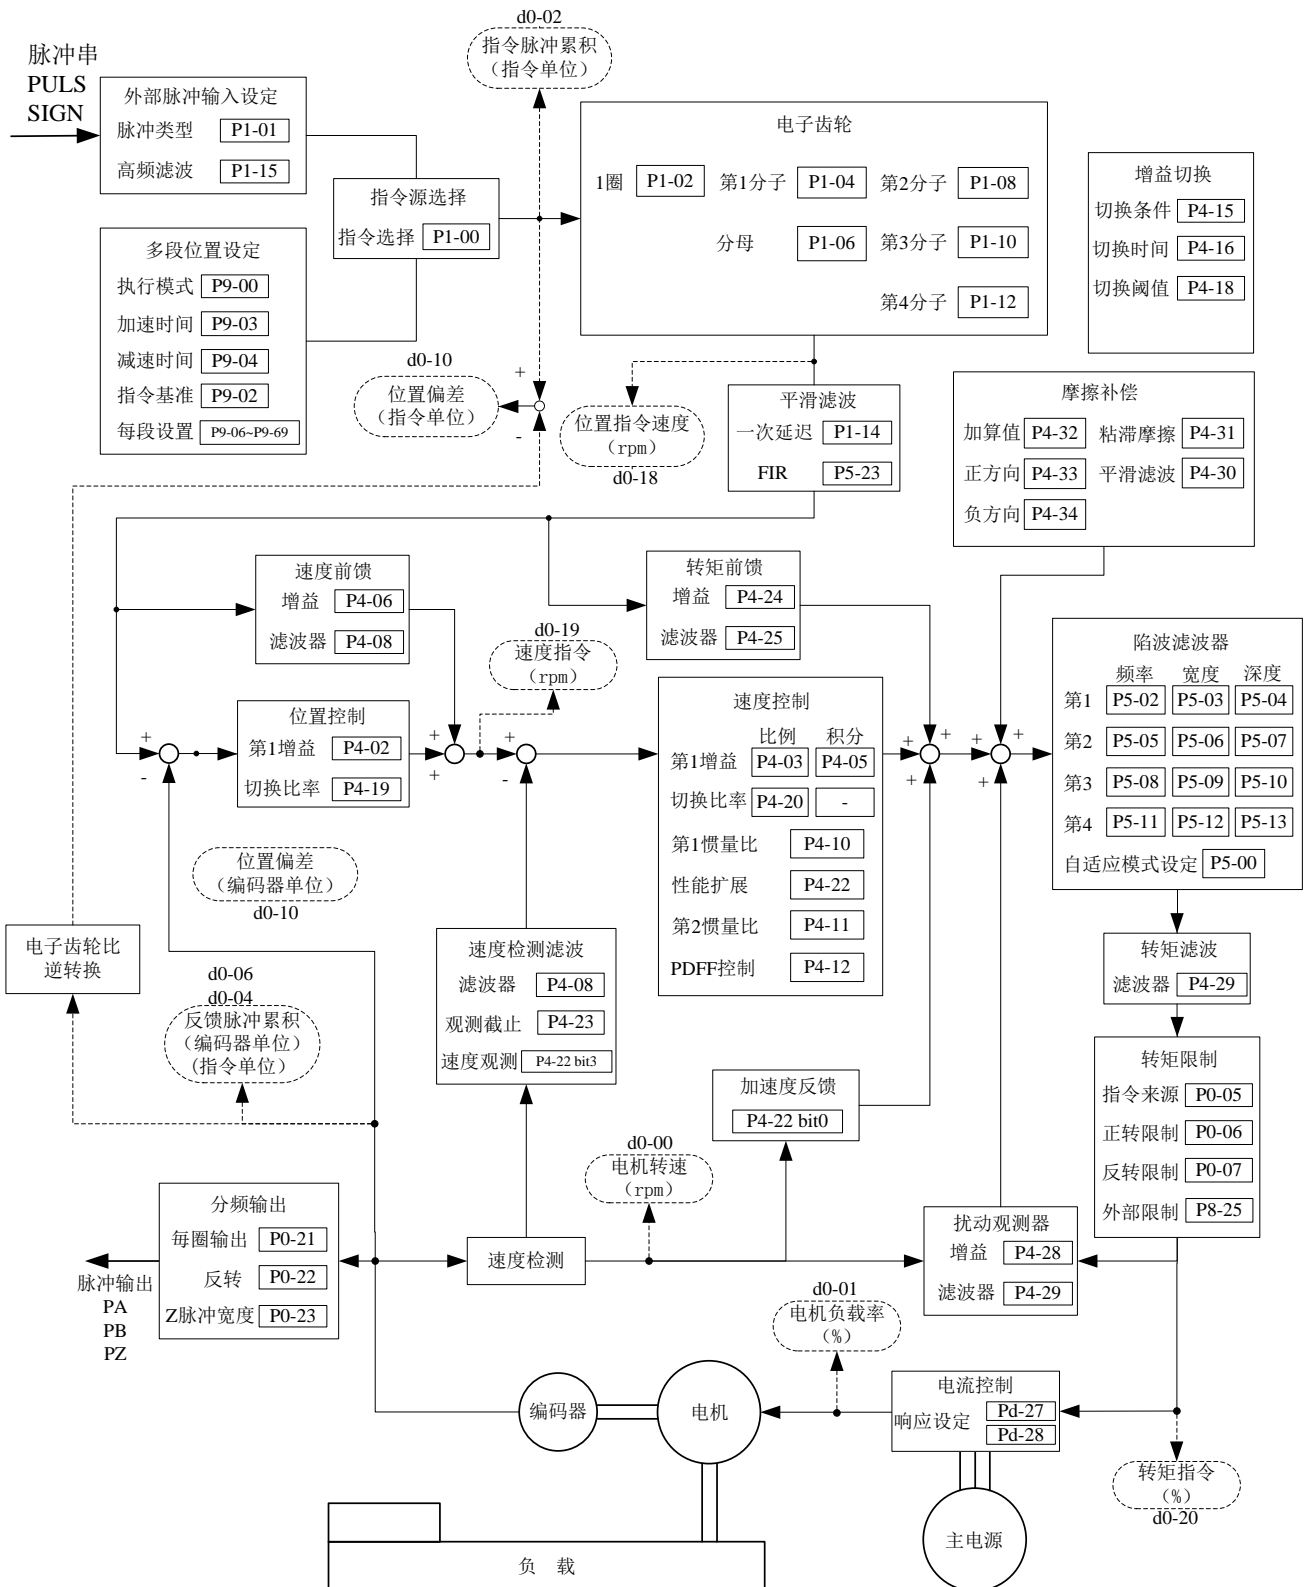 d0-02
指令脉冲累积
（指令单位）
脉冲串
PULS
SIGN
外部脉冲输入设定
脉冲类型 P1-01
高频滤波 P1-15
指令源选择
指令选择 P1-00
多段位置设定
执行模式 P9-00
加速时间 P9-03
减速时间 P9-04
指令基准 P9-02
每段设置 P9-06~P9-69
电子齿轮
1圈 P1-02 第1分子 P1-04 第2分子 P1-08
分母 P1-06 第3分子 P1-10
第4分子 P1-12
增益切换
切换条件 P4-15
切换时间 P4-16
切换阈值 P4-18
d0-10
位置偏差
（指令单位）
+
-
位置指令速度
（rpm）
d0-18
平滑滤波
一次延迟 P1-14
FIR P5-23
摩擦补偿
加算值 P4-32 粘滞摩擦 P4-31
正方向 P4-33 平滑滤波 P4-30
负方向 P4-34
速度前馈
增益 P4-06
滤波器 P4-08
d0-19
速度指令
（rpm）
转矩前馈
增益 P4-24
滤波器 P4-25
+
-
位置控制
第1增益 P4-02
切换比率 P4-19
+
+
+
-
速度控制
比例 积分
第1增益 P4-03 P4-05
切换比率 P4-20 -
第1惯量比 P4-10
性能扩展 P4-22
第2惯量比 P4-11
PDFF控制 P4-12
+
+
+
+
+
+
陷波滤波器
频率 宽度 深度
第1 P5-02 P5-03 P5-04
第2 P5-05 P5-06 P5-07
第3 P5-08 P5-09 P5-10
第4 P5-11 P5-12 P5-13
自适应模式设定 P5-00
位置偏差
（编码器单位）
d0-10
电子齿轮比
逆转换
d0-06
d0-04
反馈脉冲累积
（编码器单位）
(指令单位)
速度检测滤波
滤波器 P4-08
观测截止 P4-23
速度观测 P4-22 bit3
转矩滤波
滤波器 P4-29
转矩限制
指令来源 P0-05
正转限制 P0-06
反转限制 P0-07
外部限制 P8-25
加速度反馈
P4-22 bit0
d0-00
电机转速
（rpm）
分频输出
每圈输出 P0-21
反转 P0-22
Z脉冲宽度 P0-23
脉冲输出
PA
PB
PZ
速度检测
扰动观测器
增益 P4-28
滤波器 P4-29
d0-01
电机负载率
（%）
编码器
电机
电流控制
响应设定 Pd-27
Pd-28
转矩指令
（%）
d0-20
主电源
负 载